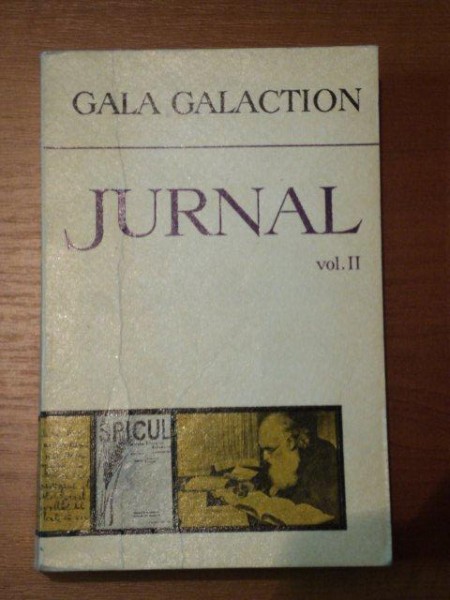 GALA GALACTION
JURNAL
vol. II
SPICUL